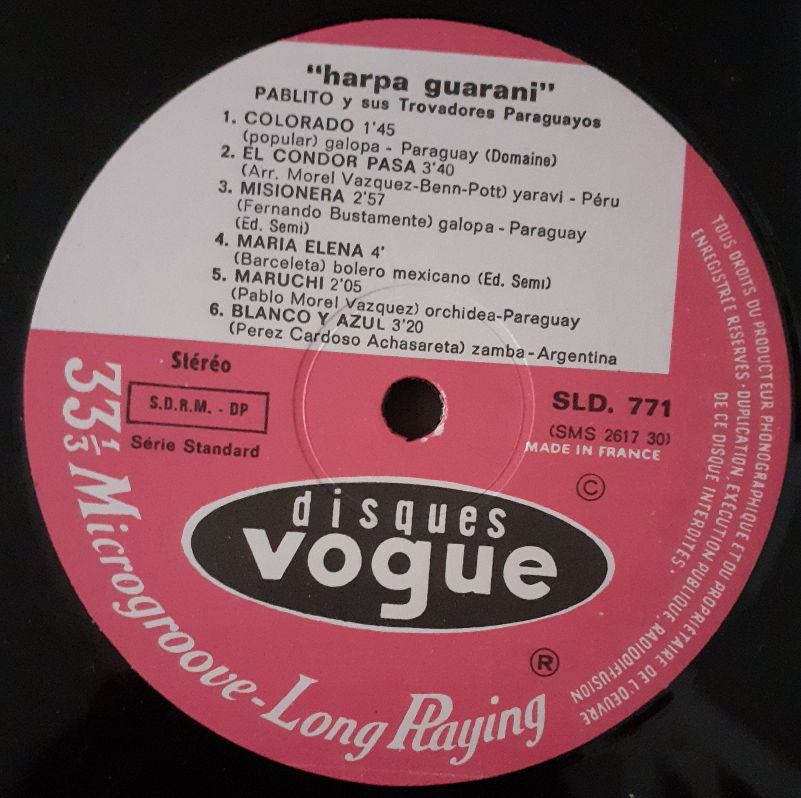 “harpa guarani”
PABLITO y sus Trovadores Paraguayos
1. COLORADO 1'45
(popular) galopa - Paraguay (Domaine)
2. EL CONDOR PASA 3'40
(Arr. Morel Vazquez-Benn-Pott) yaravi - Péru
3. MISIONERA 2'57
(Fernando Bustamente) galopa - Paraguay
(Ed. Semi)
4. MARIA ELENA 4'
(Barceleta) bolero mexicano (Ed. Semi)
5. MARUCHI 2'05
(Pablo Morel Vazquez) orchidea-Paraguay
6. BLANCO Y AZUL 3'20
(Perez Cardoso Achasareta) zamba - Argentina
Stéréo
S.D.R.M. - DP
Série Standard
SLD. 771
(SMS 2617 30)
MADE IN FRANCE
©
disques
vogue
®
33 1/3 Microgroove-Long Playing
TOUS DROITS DU PRODUCTEUR PHONOGRAPHIQUE ET DU PROPRIÉTAIRE DE L'OEUVRE
ENREGISTRÉE RESERVES · DUPLICATION, EXÉCUTION PUBLIQUE, RADIODIFFUSION
DE CE DISQUE INTERDITES ·